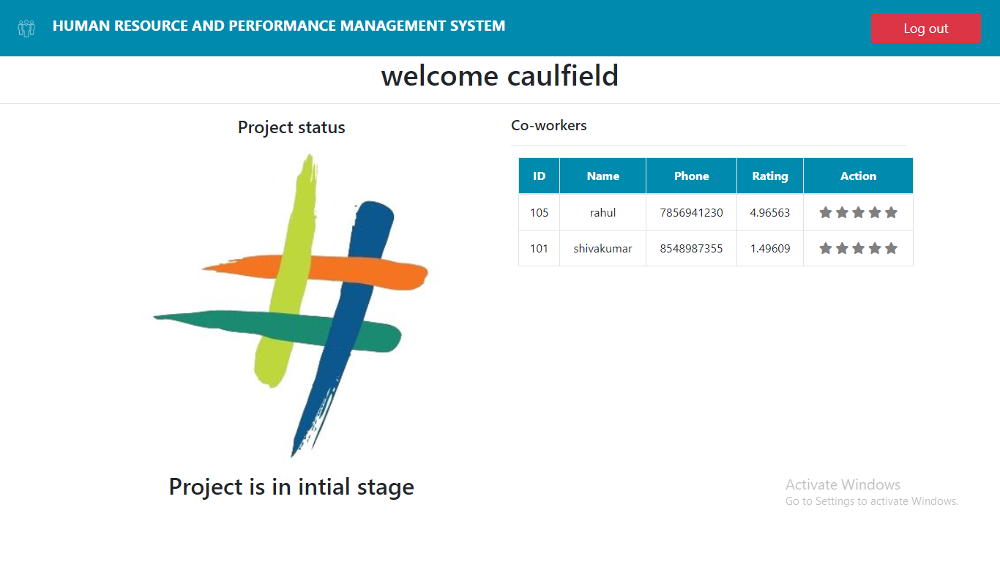 HUMAN RESOURCE AND PERFORMANCE MANAGEMENT SYSTEM
Log out
welcome caulfield
Project status
Project is in intial stage
Co-workers
ID Name Phone Rating Action
105 rahul 7856941230 4.96563
101 shivakumar 8548987355 1.49609
Activate Windows
Go to Settings to activate Windows.